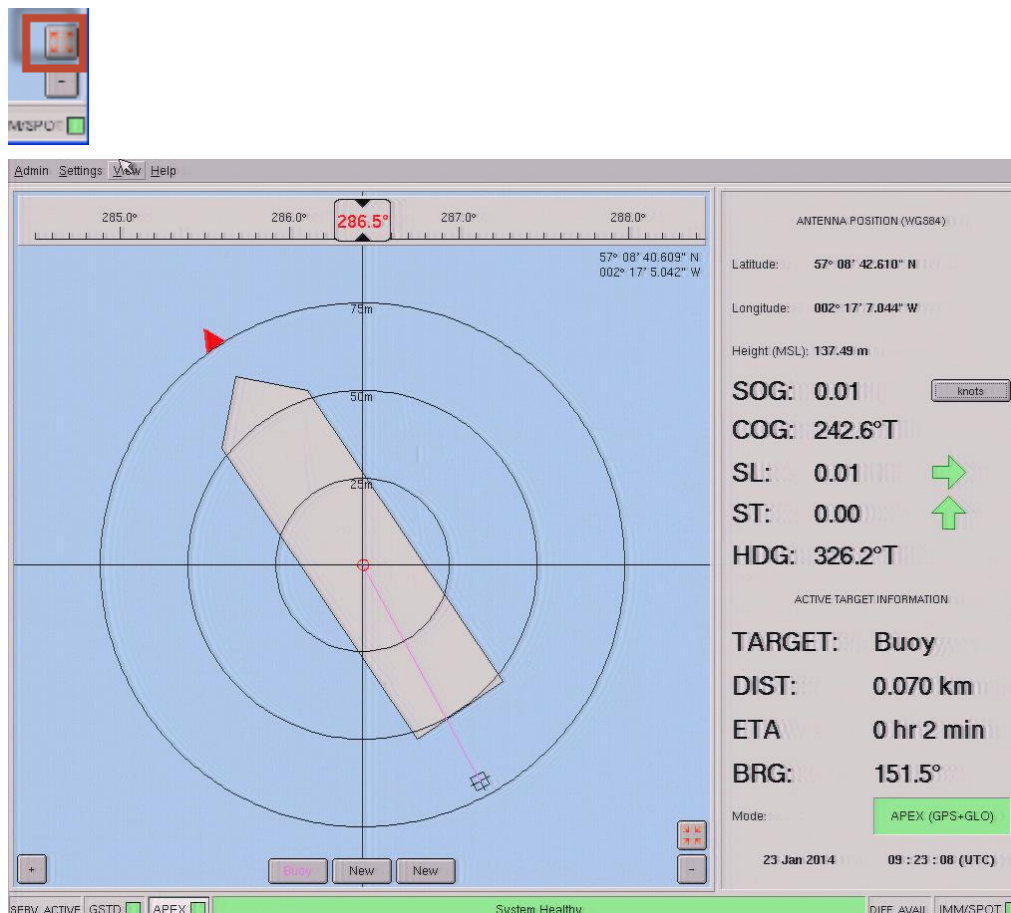 -
M/SPOT
Admin Settings View Help
285.0° 286.0° 286.5° 287.0° 288.0°
57° 08' 40.609" N
002° 17' 5.042" W
75m
50m
25m
+
Buoy New New
-
ANTENNA POSITION (WGS84)
Latitude: 57° 08' 42.610" N
Longitude: 002° 17' 7.044" W
Height (MSL): 137.49 m
SOG: 0.01 knots
COG: 242.6°T
SL: 0.01
ST: 0.00
HDG: 326.2°T
ACTIVE TARGET INFORMATION
TARGET: Buoy
DIST: 0.070 km
ETA 0 hr 2 min
BRG: 151.5°
Mode: APEX (GPS+GLO)
23 Jan 2014 09 : 23 : 08 (UTC)
SERV. ACTIVE GSTD APEX System Healthy DIFF. AVAIL IMM/SPOT